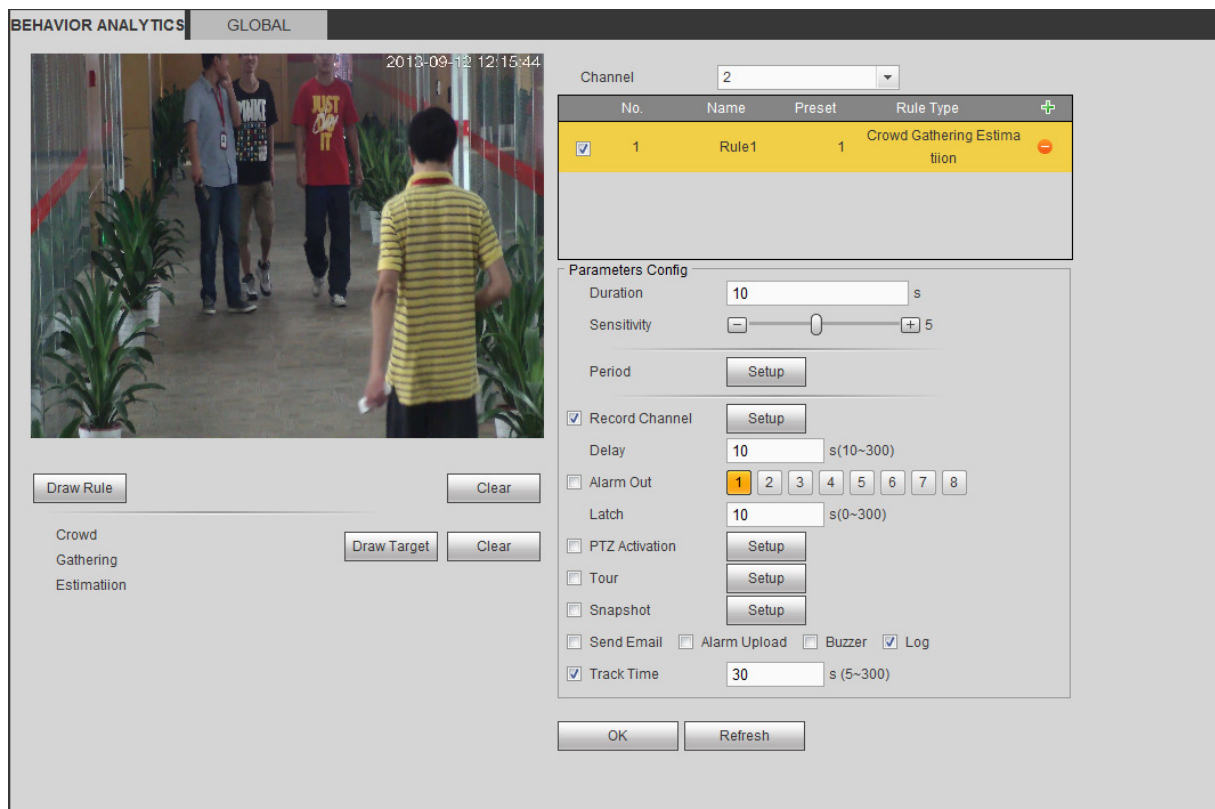 BEHAVIOR ANALYTICS
GLOBAL
2013-09-12 12:15:44
JUST
IT
Draw Rule
Clear
Crowd
Gathering
Estimatiion
Draw Target
Clear
Channel
2
No. Name Preset Rule Type
1 Rule1 1 Crowd Gathering Estima
tiion
Parameters Config
Duration 10 s
Sensitivity 5
Period Setup
Record Channel Setup
Delay 10 s(10~300)
Alarm Out 1 2 3 4 5 6 7 8
Latch 10 s(0~300)
PTZ Activation Setup
Tour Setup
Snapshot Setup
Send Email Alarm Upload Buzzer Log
Track Time 30 s (5~300)
OK Refresh